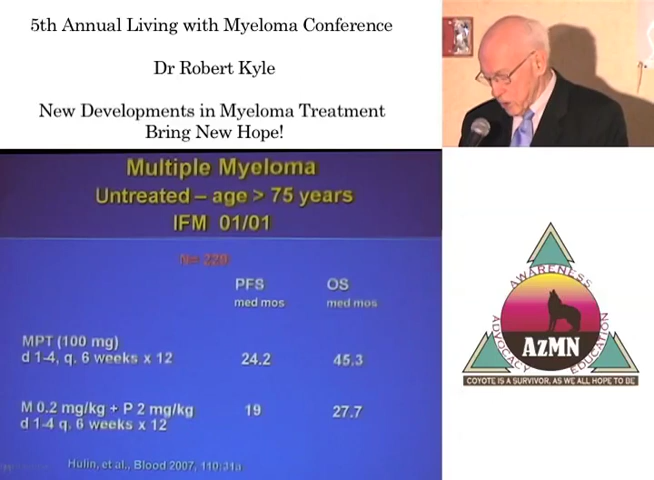 5th Annual Living with Myeloma Conference
Dr Robert Kyle
New Developments in Myeloma Treatment
Bring New Hope!
Multiple Myeloma
Untreated – age > 75 years
IFM 01/01
N= 229
PFS OS
med mos med mos
MPT (100 mg)
d 1-4, q. 6 weeks x 12 24.2 45.3
M 0.2 mg/kg + P 2 mg/kg 19 27.7
d 1-4 q. 6 weeks x 12
Hulin, et al., Blood 2007, 110:31a
AWARENESS
ADVOCACY
EDUCATION
AzMN
COYOTE IS A SURVIVOR, AS WE ALL HOPE TO BE